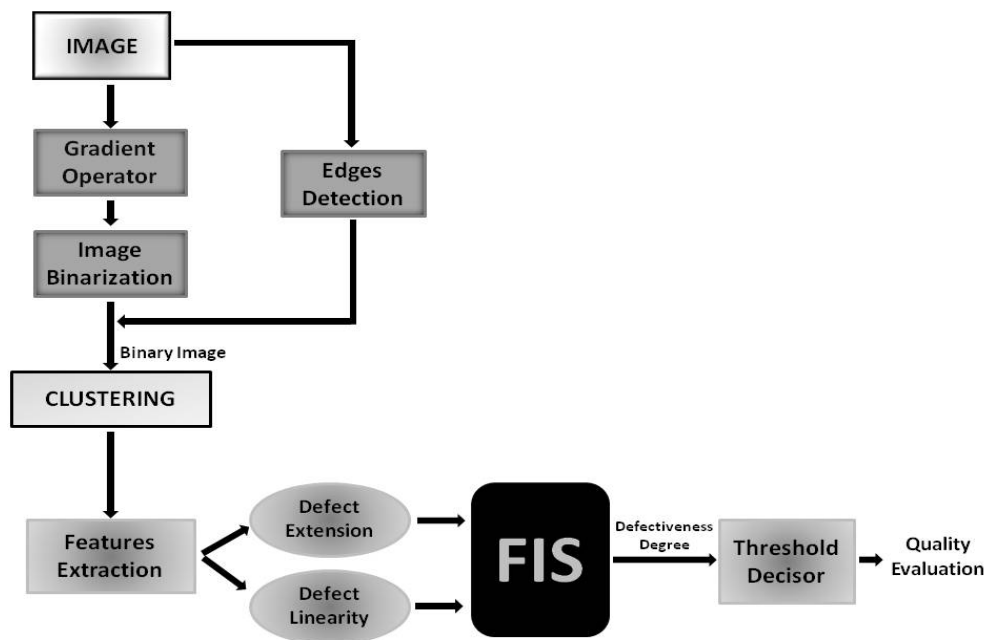 IMAGE
Gradient
Operator
Edges
Detection
Image
Binarization
Binary Image
CLUSTERING
Features
Extraction
Defect
Extension
Defect
Linearity
FIS
Defectiveness
Degree
Threshold
Decisor
Quality
Evaluation